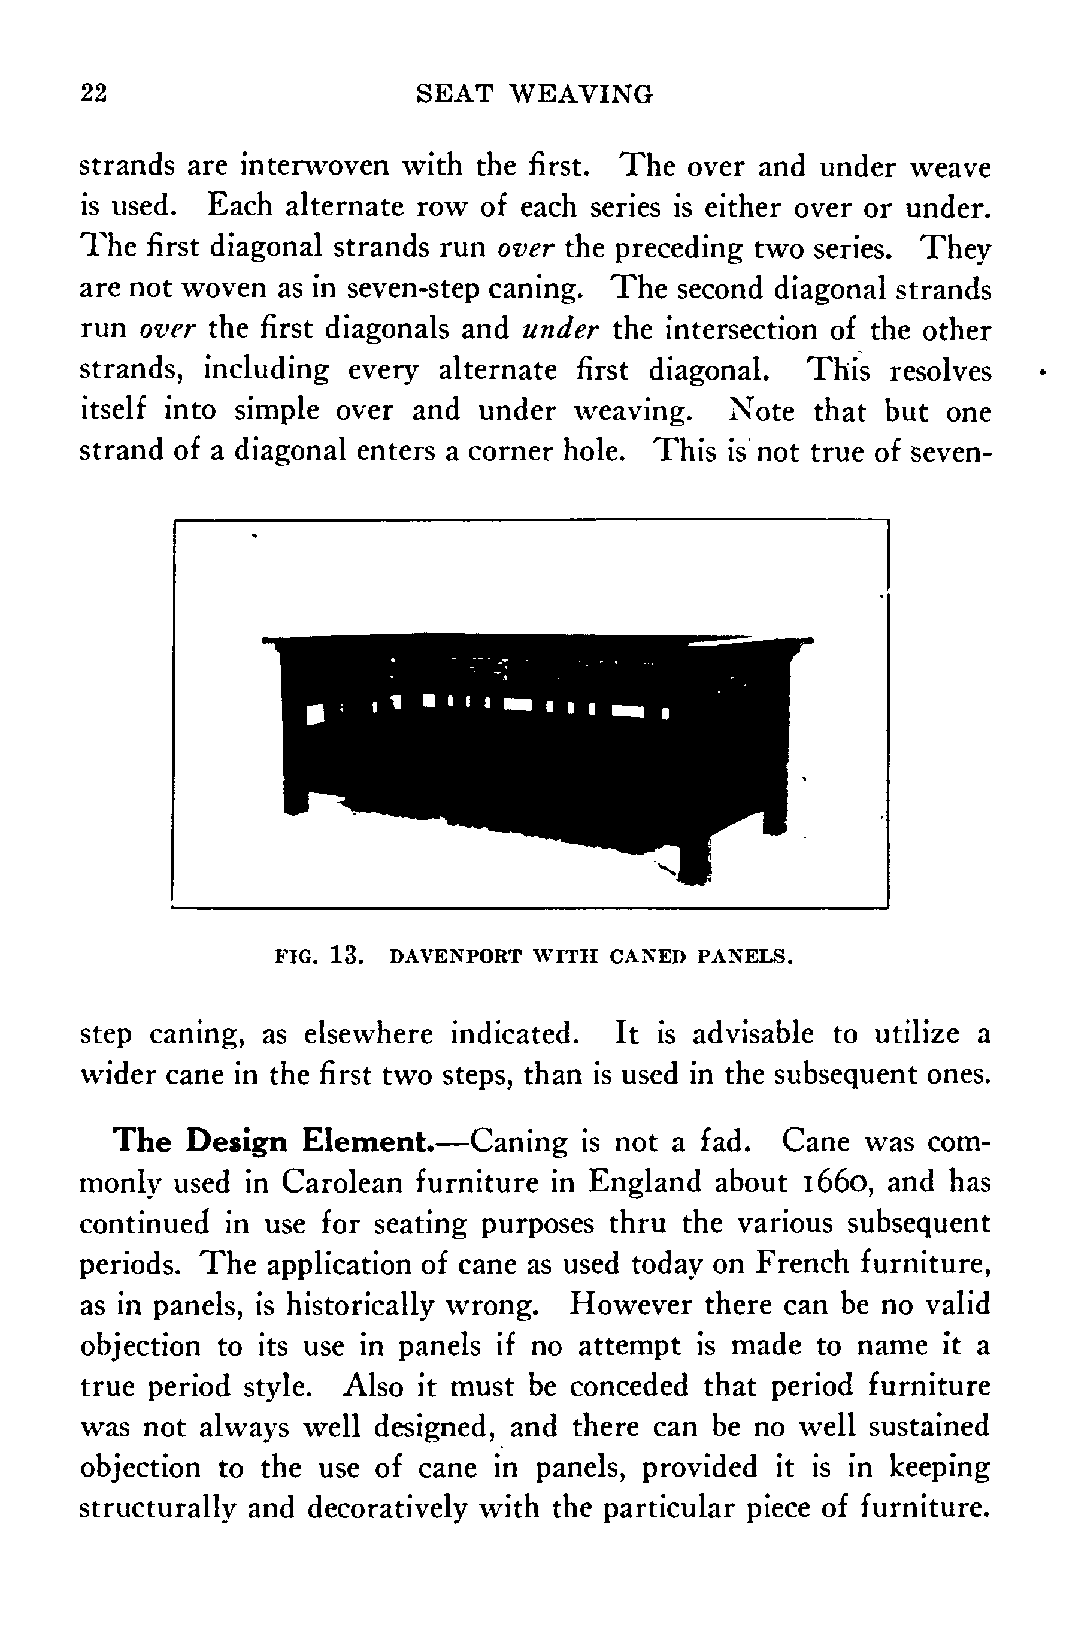 22 SEAT WEAVING
strands are interwoven with the first. The over and under weave
is used. Each alternate row of each series is either over or under.
The first diagonal strands run over the preceding two series. They
are not woven as in seven-step caning. The second diagonal strands
run over the first diagonals and under the intersection of the other
strands, including every alternate first diagonal. This resolves
itself into simple over and under weaving. Note that but one
strand of a diagonal enters a corner hole. This is not true of seven-
FIG. 13. DAVENPORT WITH CANED PANELS.
step caning, as elsewhere indicated. It is advisable to utilize a
wider cane in the first two steps, than is used in the subsequent ones.
The Design Element.—Caning is not a fad. Cane was com-
monly used in Carolean furniture in England about 1660, and has
continued in use for seating purposes thru the various subsequent
periods. The application of cane as used today on French furniture,
as in panels, is historically wrong. However there can be no valid
objection to its use in panels if no attempt is made to name it a
true period style. Also it must be conceded that period furniture
was not always well designed, and there can be no well sustained
objection to the use of cane in panels, provided it is in keeping
structurally and decoratively with the particular piece of furniture.